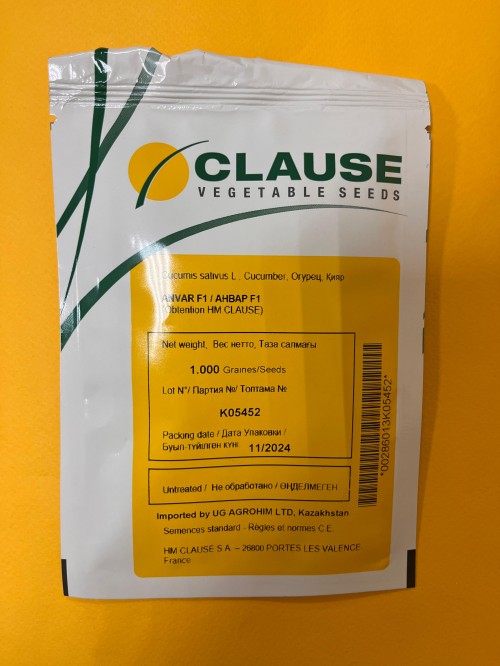 CLAUSE
VEGETABLE SEEDS
Cucumis sativus L., Cucumber, Огурец, Қияр
ANVAR F1 / АНВАР F1
(Obtention HM CLAUSE)
Net weight, Вес нетто, Таза салмағы
1.000 Graines/Seeds
Lot N°/ Партия №/ Топтама №
K05452
Packing date / Дата Упаковки /
Буып-түйілген күні 11/2024
Untreated / Не обработано / ӨҢДЕЛМЕГЕН
Imported by UG AGROHIM LTD, Kazakhstan
Semences standard - Règles et normes C.E.
HM CLAUSE S.A. – 26800 PORTES LES VALENCE
France
*00286013K05452*